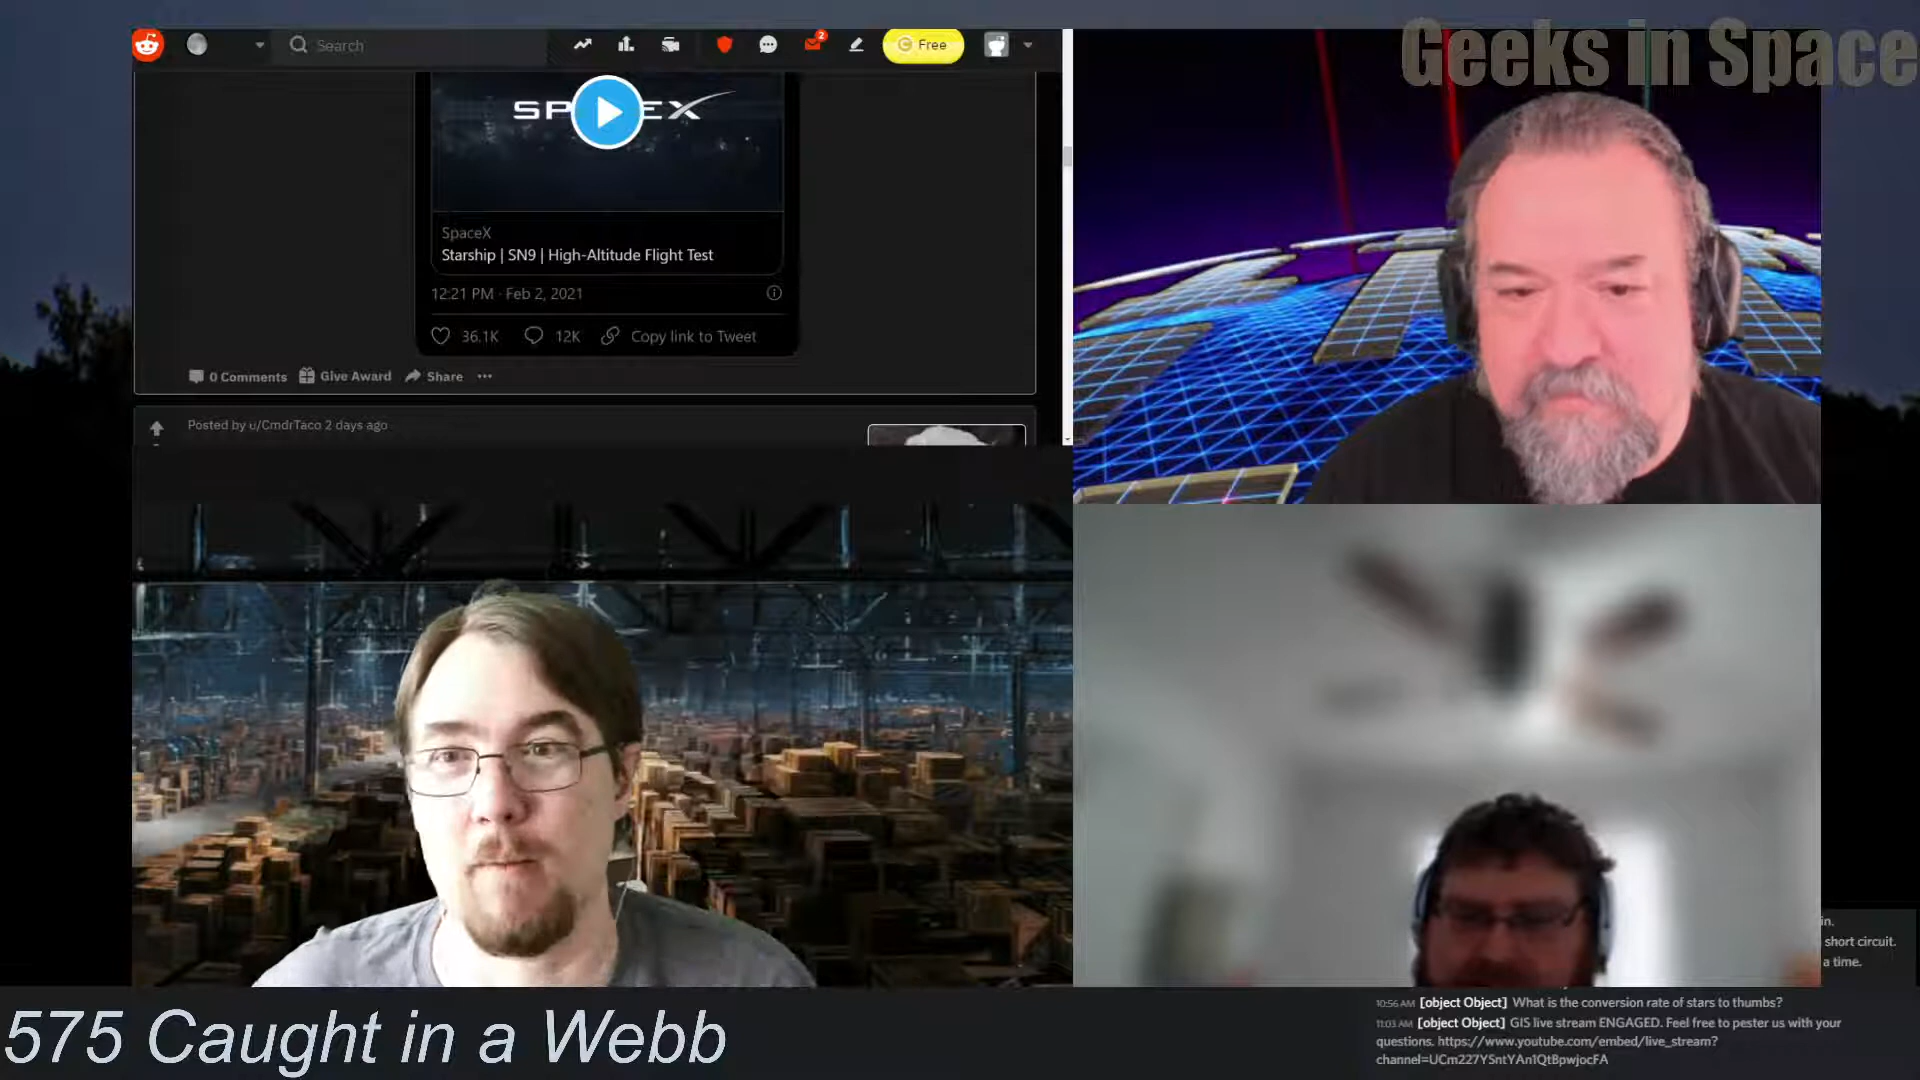 Geeks in Space
Search
2
Free
SPACEX
SpaceX
Starship | SN9 | High-Altitude Flight Test
12:21 PM · Feb 2, 2021
36.1K 12K Copy link to Tweet
0 Comments Give Award Share ...
Posted by u/CmdrTaco 2 days ago
in.
short circuit.
a time.
10:56 AM [object Object] What is the conversion rate of stars to thumbs?
11:03 AM [object Object] GIS live stream ENGAGED. Feel free to pester us with your
questions. https://www.youtube.com/embed/live_stream?
channel=UCm227YSntYAn1QtBpwjocFA
575 Caught in a Webb